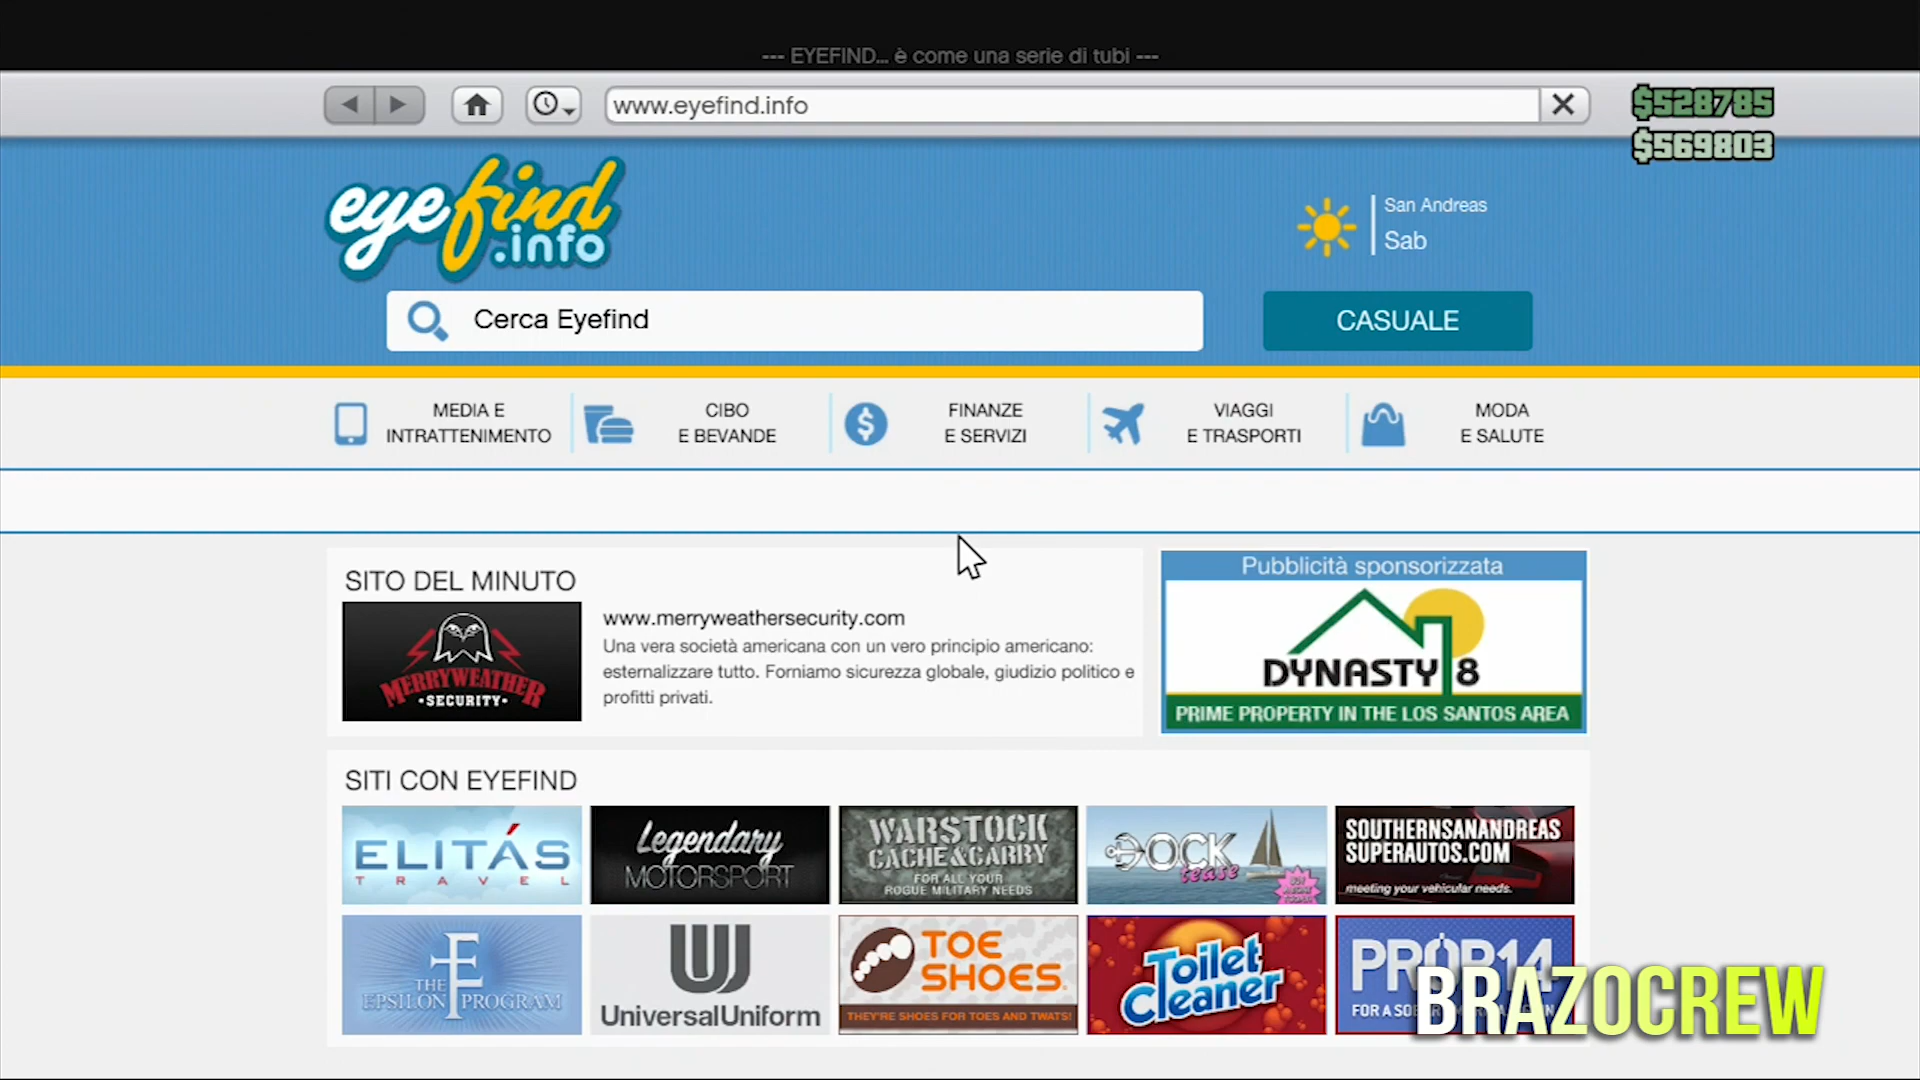 --- EYEFIND... è come una serie di tubi ---
www.eyefind.info
$528785
$569803
eyefind
.info
San Andreas
Sab
Cerca Eyefind
CASUALE
MEDIA E
INTRATTENIMENTO
CIBO
E BEVANDE
FINANZE
E SERVIZI
VIAGGI
E TRASPORTI
MODA
E SALUTE
SITO DEL MINUTO
MERRYWEATHER
•SECURITY•
www.merryweathersecurity.com
Una vera società americana con un vero principio americano:
esternalizzare tutto. Forniamo sicurezza globale, giudizio politico e
profitti privati.
Pubblicità sponsorizzata
DYNASTY 8
PRIME PROPERTY IN THE LOS SANTOS AREA
SITI CON EYEFIND
ELITÁS
TRAVEL
Legendary
MOTORSPORT
WARSTOCK
CACHE&CARRY
FOR ALL YOUR
ROGUE MILITARY NEEDS
DOCK
tease
SOUTHERNSANANDREAS
SUPERAUTOS.COM
meeting your vehicular needs.
THE
EPSILON PROGRAM
UniversalUniform
TOE
SHOES
THEY'RE SHOES FOR TOES AND TWATS!
Toilet
Cleaner
PROP14
FOR A SO
BRAZOCREW